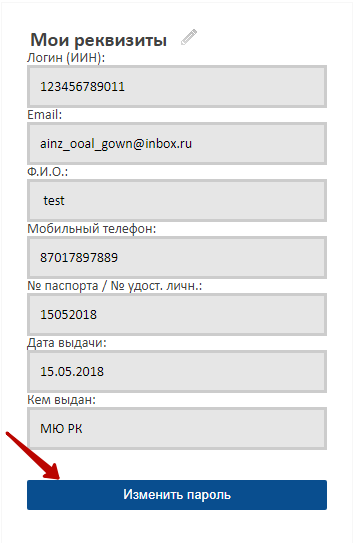 Мои реквизиты
Логин (ИИН):
123456789011
Email:
ainz_ooal_gown@inbox.ru
Ф.И.О.:
test
Мобильный телефон:
87017897889
№ паспорта / № удост. личн.:
15052018
Дата выдачи:
15.05.2018
Кем выдан:
МЮ РК
Изменить пароль